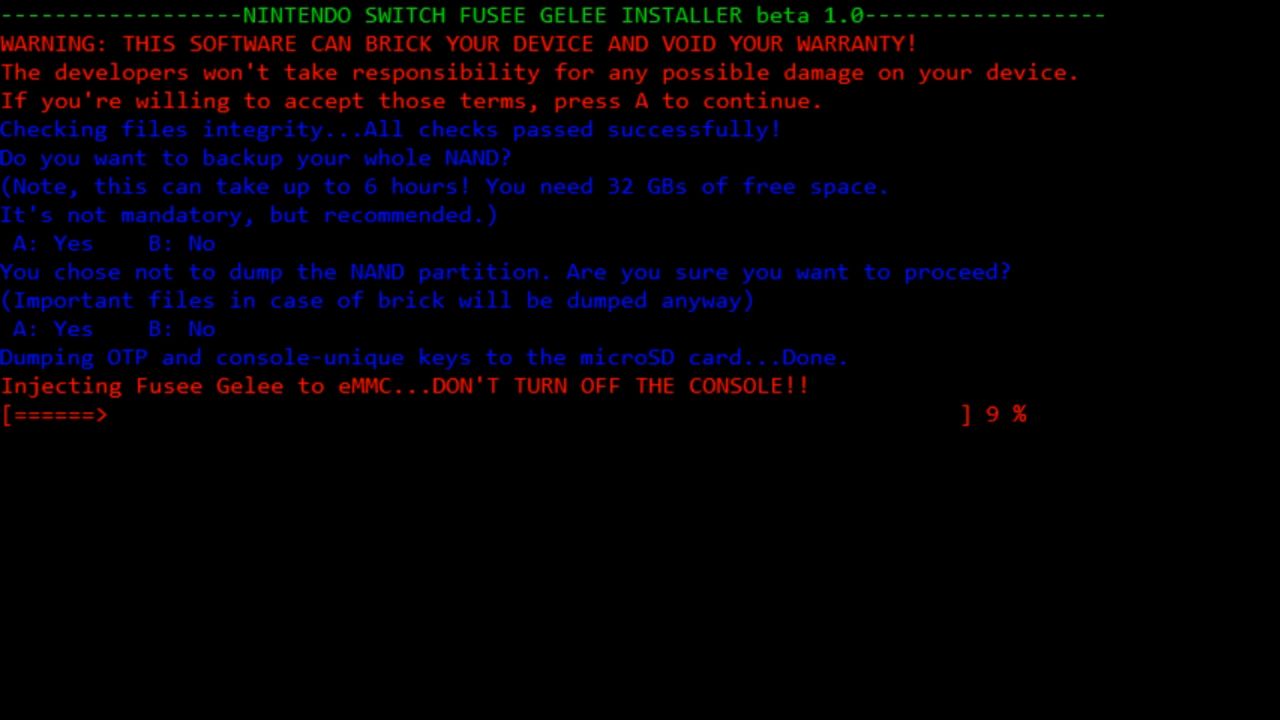 ------------------NINTENDO SWITCH FUSEE GELEE INSTALLER beta 1.0------------------
WARNING: THIS SOFTWARE CAN BRICK YOUR DEVICE AND VOID YOUR WARRANTY!
The developers won't take responsibility for any possible damage on your device.
If you're willing to accept those terms, press A to continue.
Checking files integrity...All checks passed successfully!
Do you want to backup your whole NAND?
(Note, this can take up to 6 hours! You need 32 GBs of free space.
It's not mandatory, but recommended.)
 A: Yes    B: No
You chose not to dump the NAND partition. Are you sure you want to proceed?
(Important files in case of brick will be dumped anyway)
 A: Yes    B: No
Dumping OTP and console-unique keys to the microSD card...Done.
Injecting Fusee Gelee to eMMC...DON'T TURN OFF THE CONSOLE!!
[======>                                                               ] 9 %